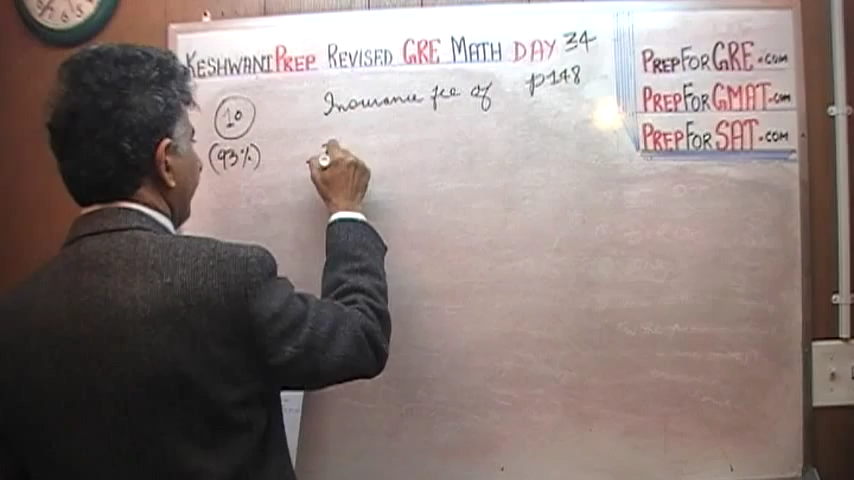 KESHWANIPREP REVISED GRE MATH DAY 34
p148
10
(93%)
Insurance fee of
PREPFORGRE.COM
PREPFORGMAT.COM
PREPFORSAT.COM